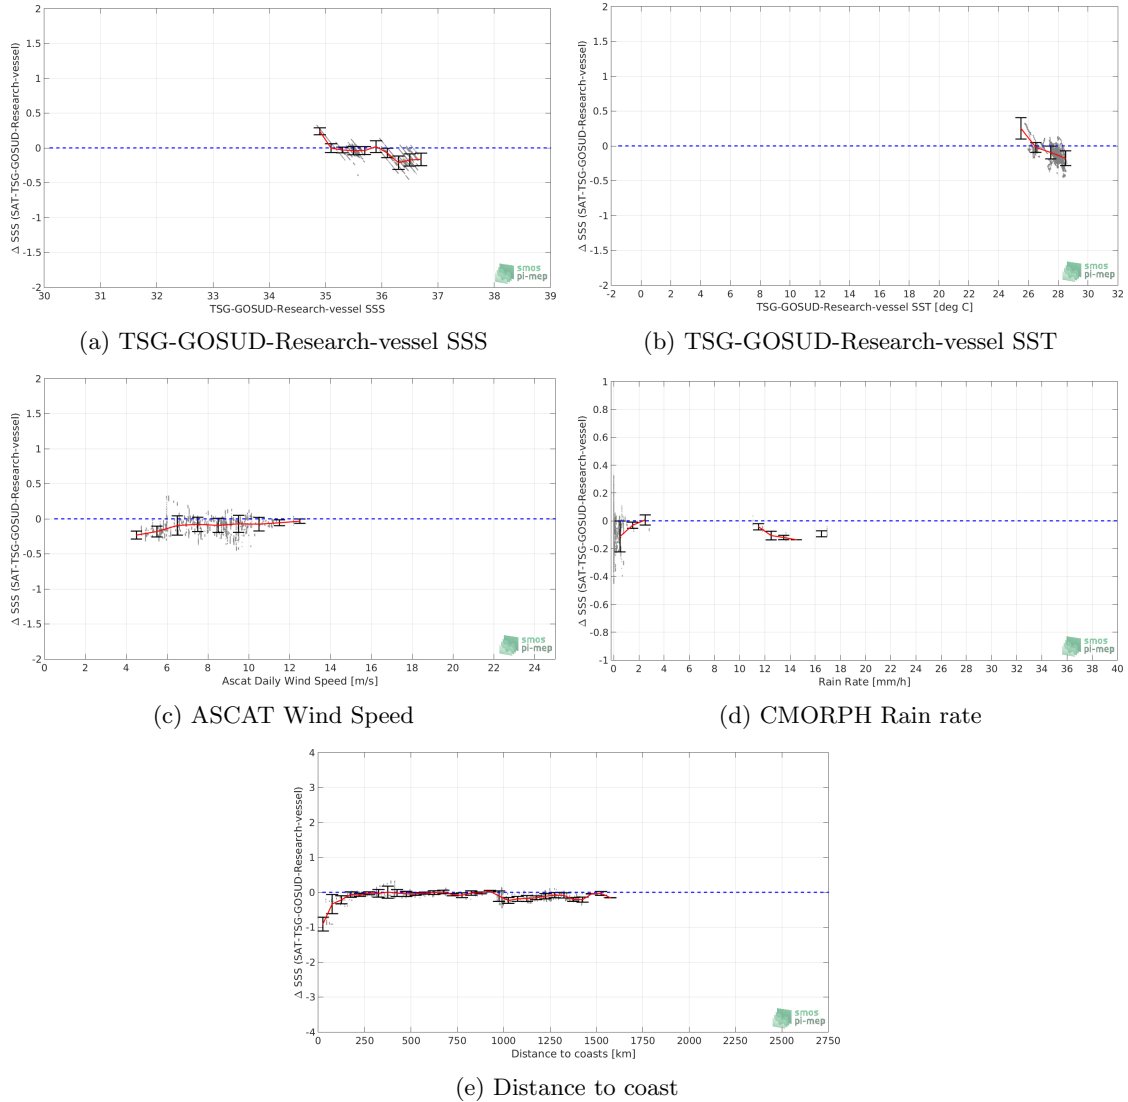 2
1.5
1
0.5
0
-0.5
-1
-1.5
-2
Δ SSS (SAT-TSG-GOSUD-Research-vessel)
30 31 32 33 34 35 36 37 38 39
TSG-GOSUD-Research-vessel SSS
smos
pi-mep
(a) TSG-GOSUD-Research-vessel SSS
2
1.5
1
0.5
0
-0.5
-1
-1.5
-2
Δ SSS (SAT-TSG-GOSUD-Research-vessel)
-2 0 2 4 6 8 10 12 14 16 18 20 22 24 26 28 30 32
TSG-GOSUD-Research-vessel SST [deg C]
smos
pi-mep
(b) TSG-GOSUD-Research-vessel SST
2
1.5
1
0.5
0
-0.5
-1
-1.5
-2
Δ SSS (SAT-TSG-GOSUD-Research-vessel)
0 2 4 6 8 10 12 14 16 18 20 22 24
Ascat Daily Wind Speed [m/s]
smos
pi-mep
(c) ASCAT Wind Speed
1
0.8
0.6
0.4
0.2
0
-0.2
-0.4
-0.6
-0.8
-1
Δ SSS (SAT-TSG-GOSUD-Research-vessel)
0 2 4 6 8 10 12 14 16 18 20 22 24 26 28 30 32 34 36 38 40
Rain Rate [mm/h]
smos
pi-mep
(d) CMORPH Rain rate
4
3
2
1
0
-1
-2
-3
-4
Δ SSS (SAT-TSG-GOSUD-Research-vessel)
0 250 500 750 1000 1250 1500 1750 2000 2250 2500 2750
Distance to coasts [km]
smos
pi-mep
(e) Distance to coast